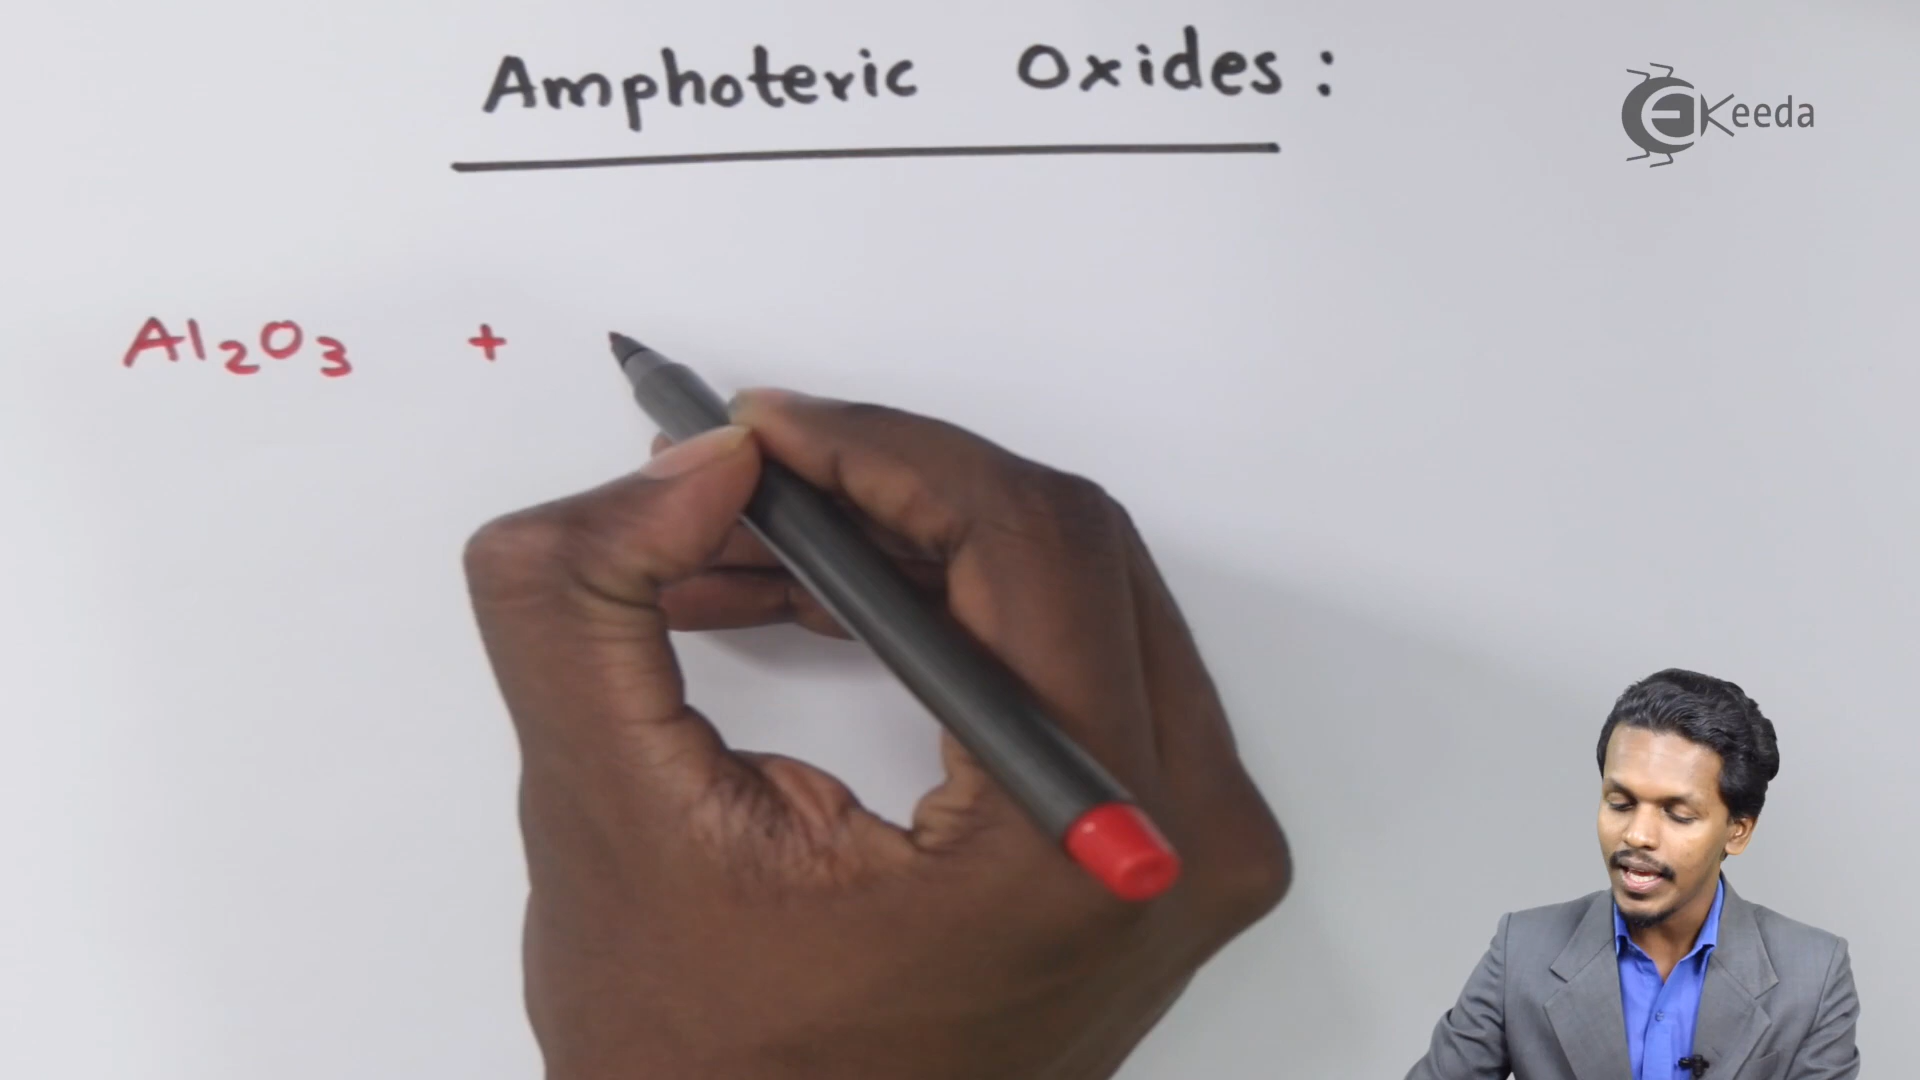 Amphoteric Oxides :
EKeeda
Al₂O₃ +